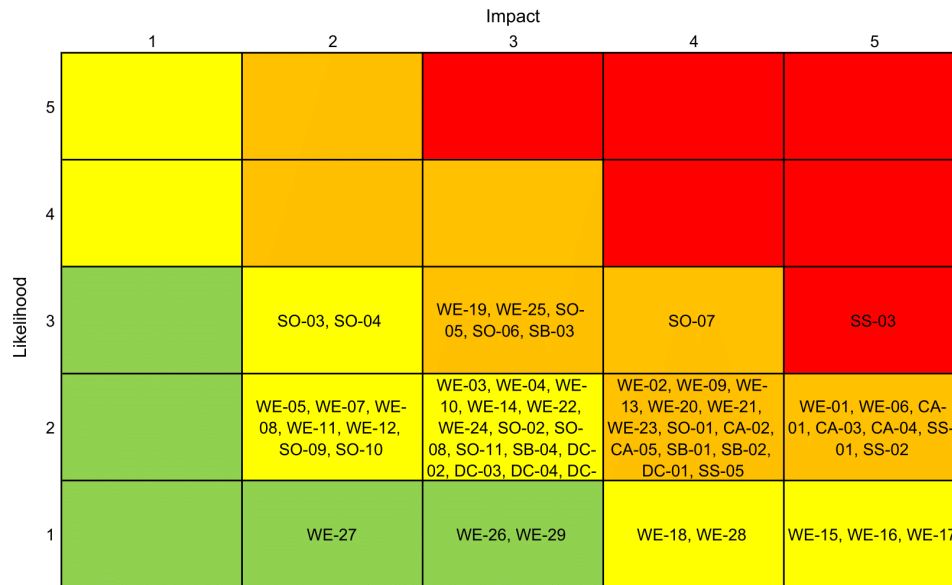 Impact
1 2 3 4 5
5
4
Likelihood
3
SO-03, SO-04
WE-19, WE-25, SO-
05, SO-06, SB-03
SO-07
SS-03
2
WE-05, WE-07, WE-
08, WE-11, WE-12,
SO-09, SO-10
WE-03, WE-04, WE-
10, WE-14, WE-22,
WE-24, SO-02, SO-
08, SO-11, SB-04, DC-
02, DC-03, DC-04, DC-
WE-02, WE-09, WE-
13, WE-20, WE-21,
WE-23, SO-01, CA-02,
CA-05, SB-01, SB-02,
DC-01, SS-05
WE-01, WE-06, CA-
01, CA-03, CA-04, SS-
01, SS-02
1
WE-27
WE-26, WE-29
WE-18, WE-28
WE-15, WE-16, WE-17